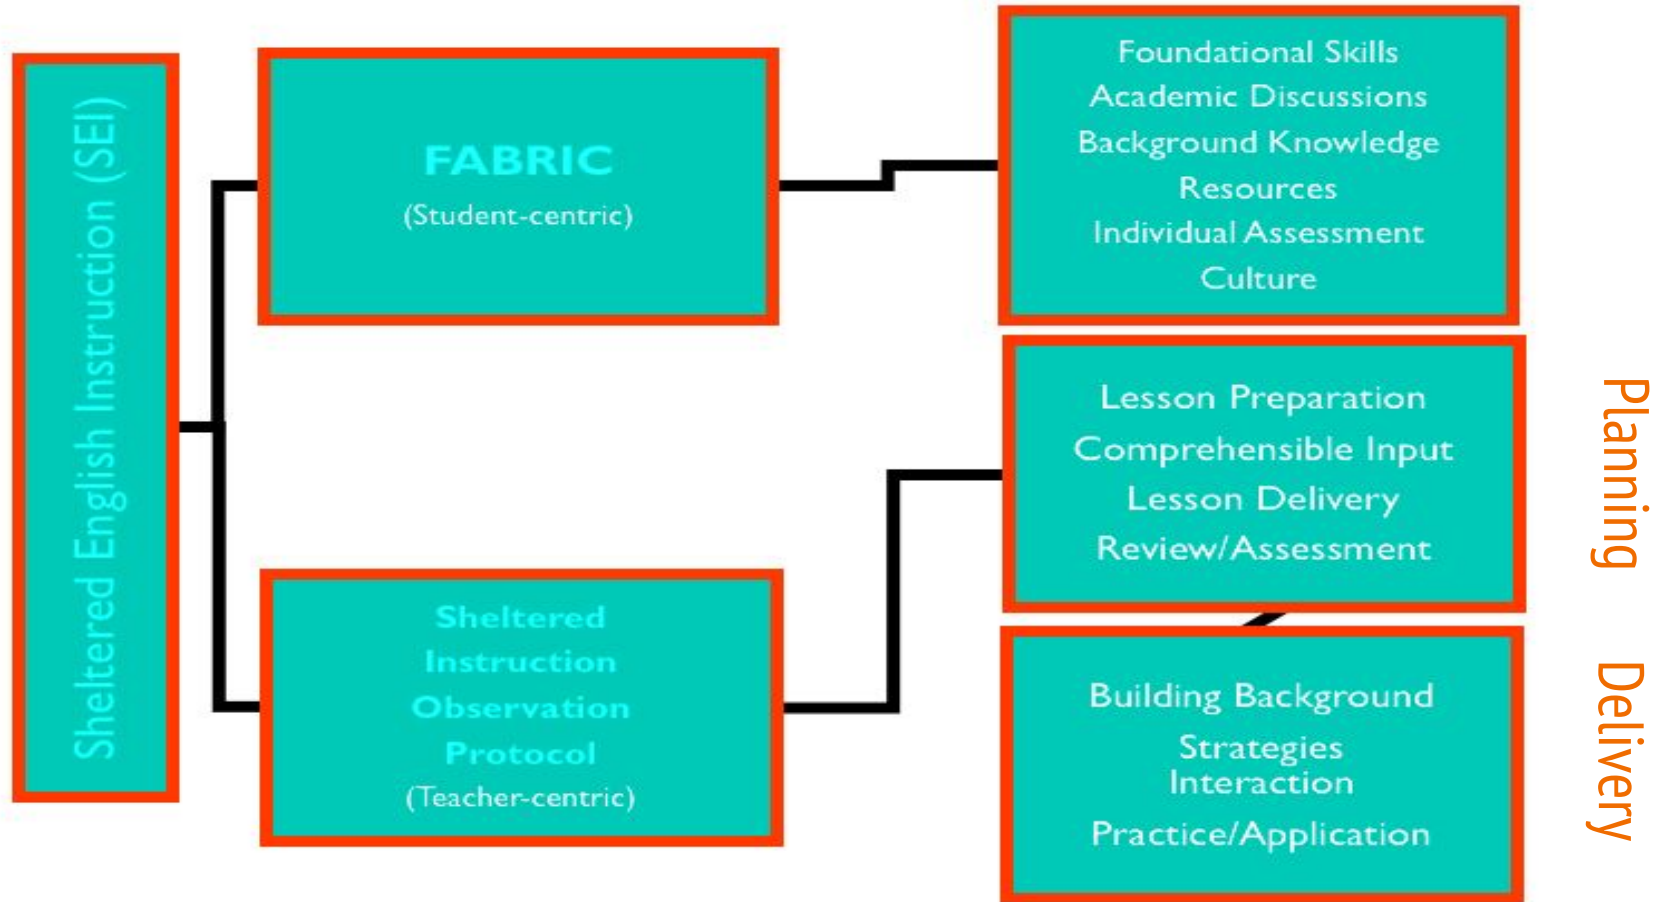 Sheltered English Instruction (SEI)
FABRIC
(Student-centric)
Foundational Skills
Academic Discussions
Background Knowledge
Resources
Individual Assessment
Culture
Sheltered
Instruction
Observation
Protocol
(Teacher-centric)
Lesson Preparation
Comprehensible Input
Lesson Delivery
Review/Assessment
Planning
Building Background
Strategies
Interaction
Practice/Application
Delivery